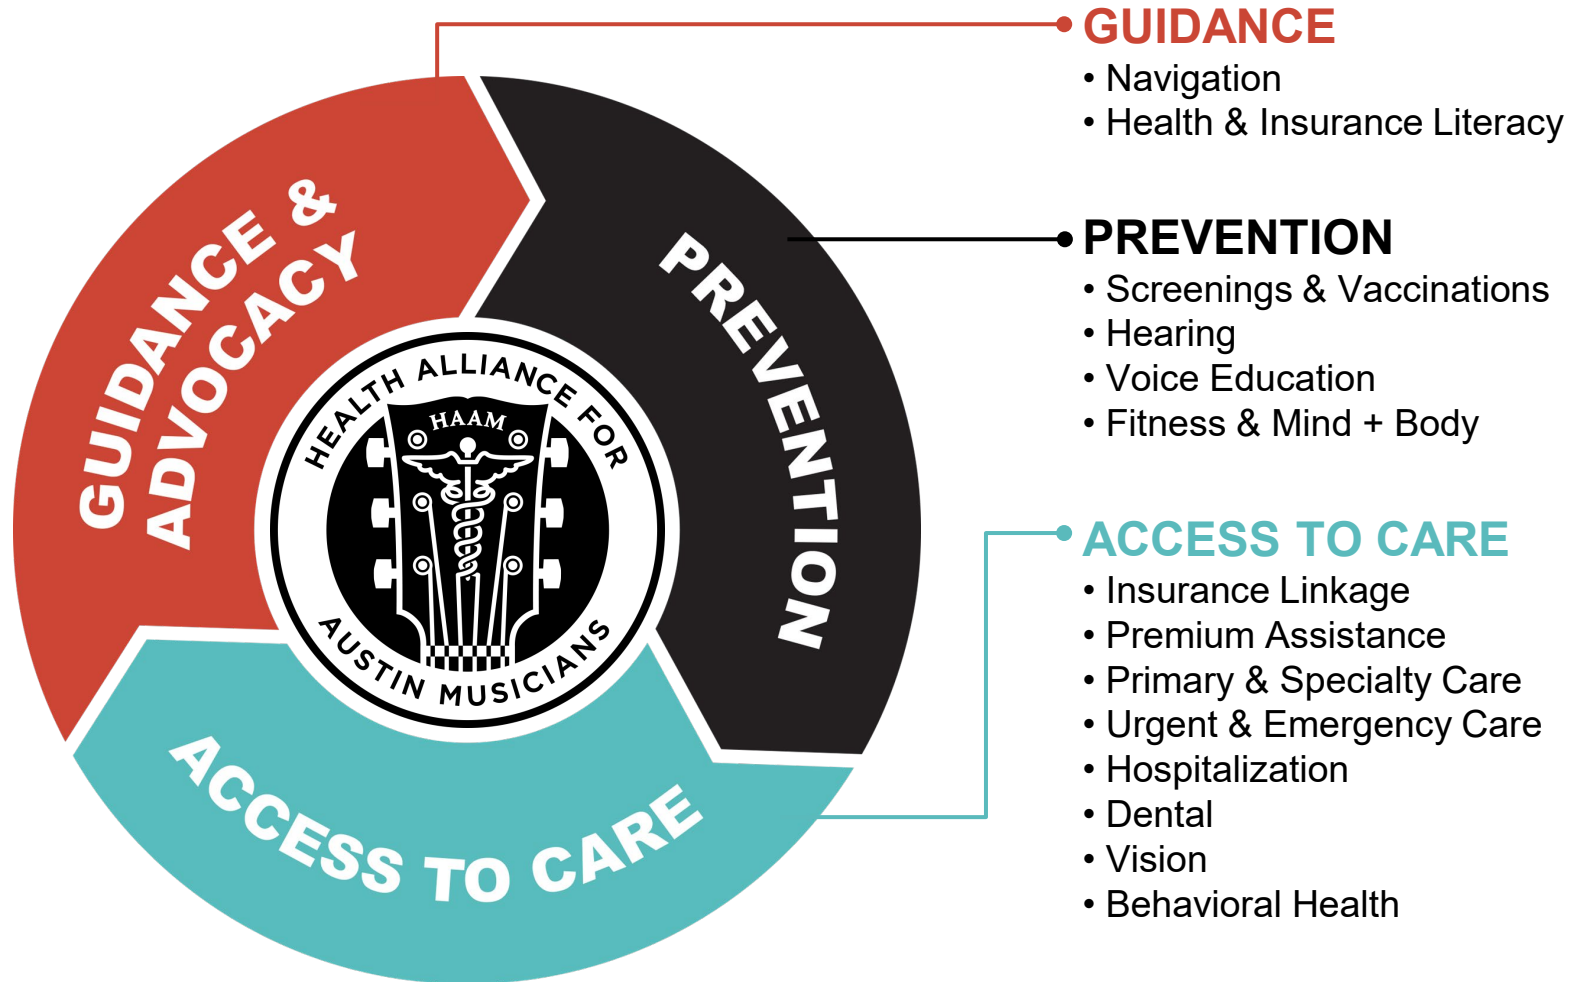 GUIDANCE &
ADVOCACY
PREVENTION
ACCESS TO CARE
HEALTH ALLIANCE FOR
HAAM
AUSTIN MUSICIANS
GUIDANCE
• Navigation
• Health & Insurance Literacy
PREVENTION
• Screenings & Vaccinations
• Hearing
• Voice Education
• Fitness & Mind + Body
ACCESS TO CARE
• Insurance Linkage
• Premium Assistance
• Primary & Specialty Care
• Urgent & Emergency Care
• Hospitalization
• Dental
• Vision
• Behavioral Health